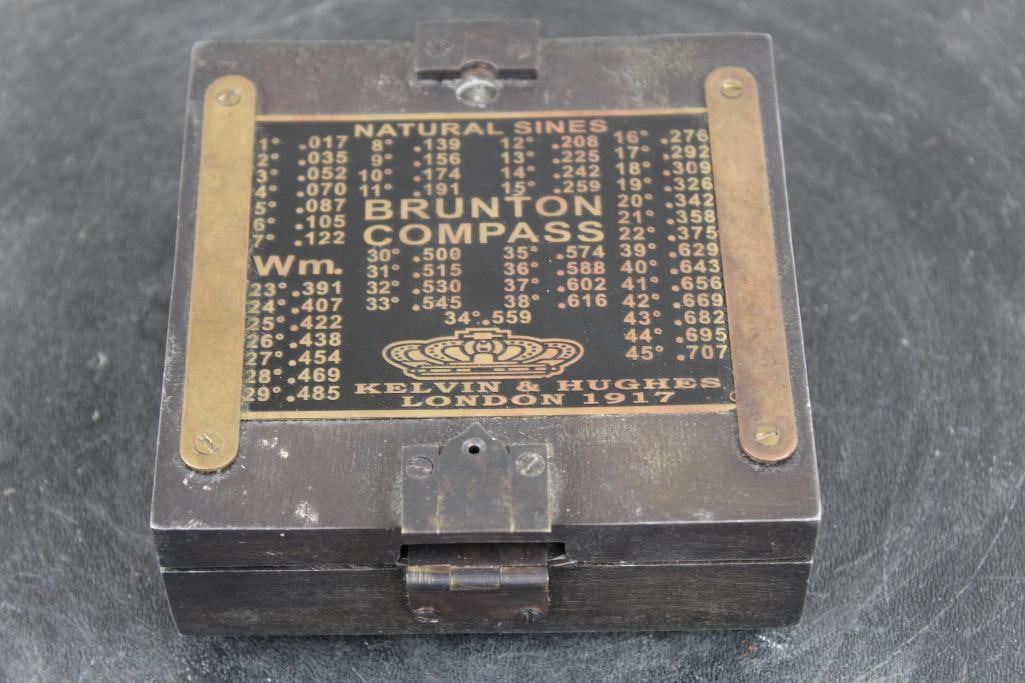 NATURAL SINES
1° .017 8° .139 12° .208 16° .276
2° .035 9° .156 13° .225 17° .292
3° .052 10° .174 14° .242 18° .309
4° .070 11° .191 15° .259 19° .326
5° .087 20° .342
6° .105 21° .358
7° .122 22° .375
BRUNTON
COMPASS
Wm.
30° .500 35° .574 39° .629
31° .515 36° .588 40° .643
23° .391 32° .530 37° .602 41° .656
24° .407 33° .545 38° .616 42° .669
25° .422 34° .559 43° .682
26° .438 44° .695
27° .454 45° .707
28° .469
29° .485
KELVIN & HUGHES
LONDON 1917